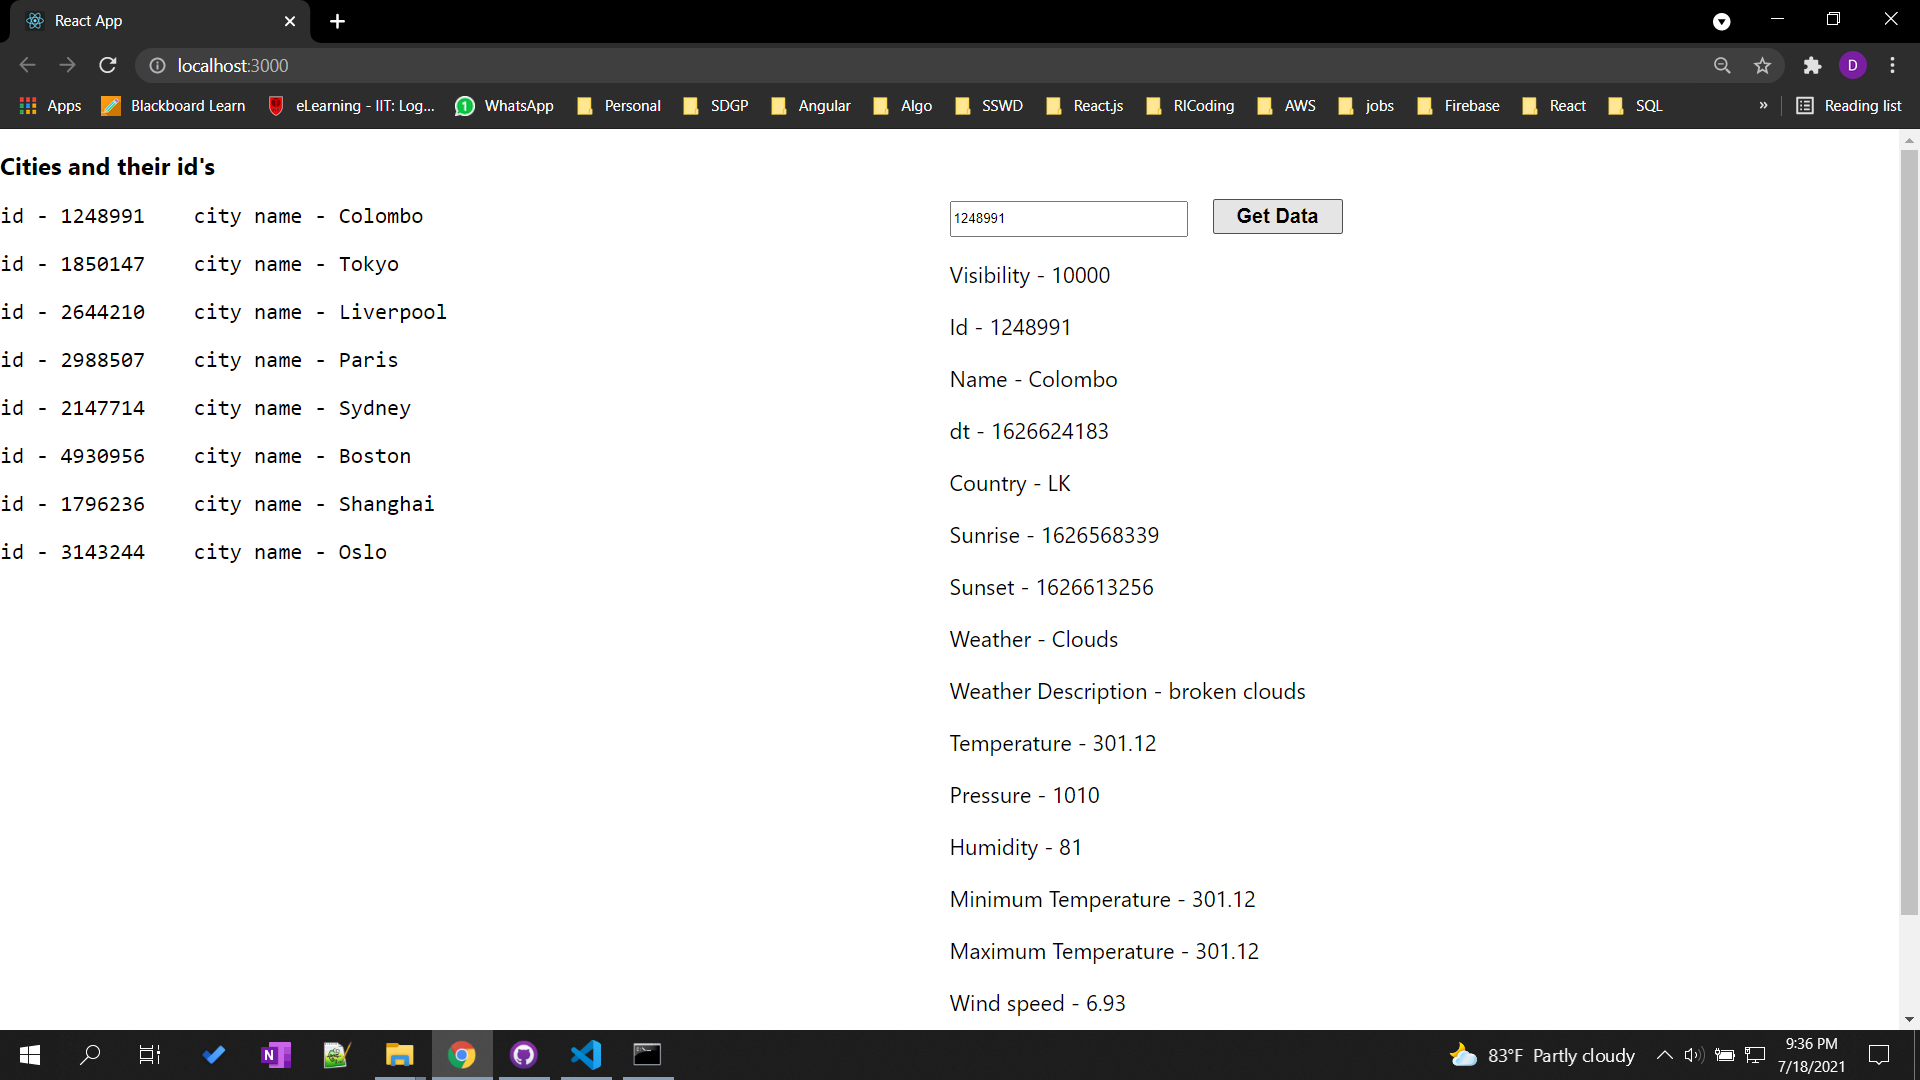 React App
localhost:3000
D
Apps Blackboard Learn eLearning - IIT: Log... 1 WhatsApp Personal SDGP Angular Algo SSWD React.js RICoding AWS jobs Firebase React SQL » Reading list
Cities and their id's
id - 1248991 city name - Colombo
id - 1850147 city name - Tokyo
id - 2644210 city name - Liverpool
id - 2988507 city name - Paris
id - 2147714 city name - Sydney
id - 4930956 city name - Boston
id - 1796236 city name - Shanghai
id - 3143244 city name - Oslo
1248991 Get Data
Visibility - 10000
Id - 1248991
Name - Colombo
dt - 1626624183
Country - LK
Sunrise - 1626568339
Sunset - 1626613256
Weather - Clouds
Weather Description - broken clouds
Temperature - 301.12
Pressure - 1010
Humidity - 81
Minimum Temperature - 301.12
Maximum Temperature - 301.12
Wind speed - 6.93
N
83°F Partly cloudy
9:36 PM
7/18/2021